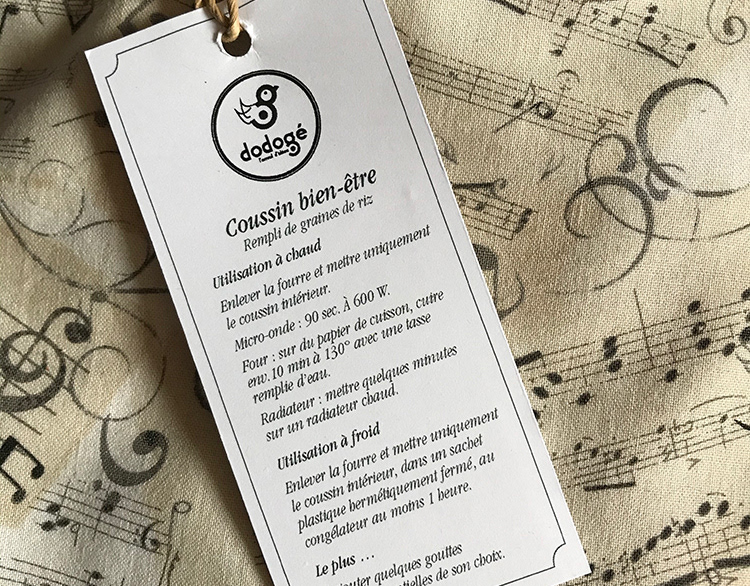 dodogé
Coussin bien-être
Rempli de graines de riz
Utilisation à chaud
Enlever la fourre et mettre uniquement
le coussin intérieur.
Micro-onde : 90 sec. À 600 W.
Four : sur du papier de cuisson, cuire
env. 10 min à 130° avec une tasse
remplie d'eau.
Radiateur : mettre quelques minutes
sur un radiateur chaud.
Utilisation à froid
Enlever la fourre et mettre uniquement
le coussin intérieur, dans un sachet
plastique hermétiquement fermé, au
congélateur au moins 1 heure.
Le plus ...
quelques gouttes
de son choix.